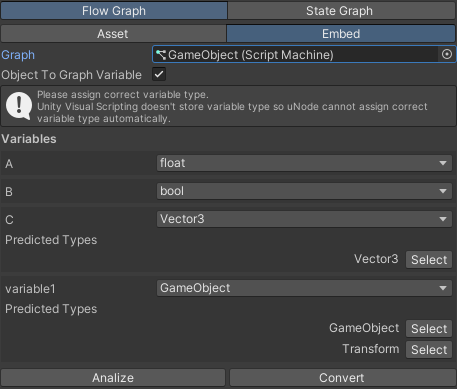 Flow Graph State Graph
Asset Embed
Graph GameObject (Script Machine)
Object To Graph Variable
Please assign correct variable type.
Unity Visual Scripting doesn't store variable type so uNode cannot assign correct
variable type automatically.
Variables
A float
B bool
C Vector3
Predicted Types
Vector3 Select
variable1 GameObject
Predicted Types
GameObject Select
Transform Select
Analize Convert